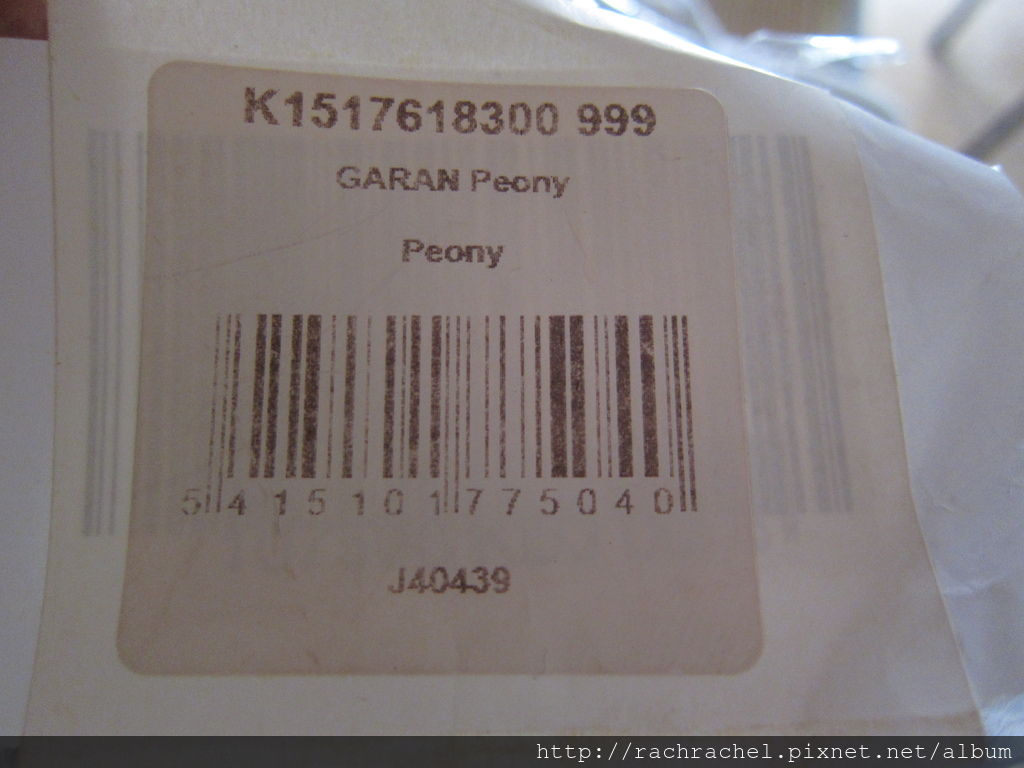 K1517618300 999
GARAN Peony
Peony
5 415101 775040
J40439
http://rachrachel.pixnet.net/album